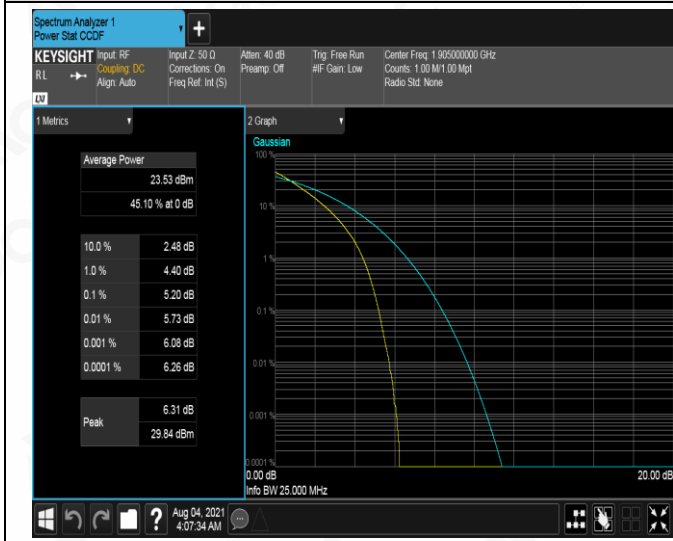 Spectrum Analyzer 1
Power Stat CCDF
+
KEYSIGHT
RL
LXI
Input: RF
Coupling: DC
Align: Auto
Input Z: 50 Ω
Corrections: On
Freq Ref: Int (S)
Atten: 40 dB
Preamp: Off
Trig: Free Run
#IF Gain: Low
Center Freq: 1.905000000 GHz
Counts: 1.00 M/1.00 Mpt
Radio Std: None
1 Metrics
Average Power
23.53 dBm
45.10 % at 0 dB
10.0 % 2.48 dB
1.0 % 4.40 dB
0.1 % 5.20 dB
0.01 % 5.73 dB
0.001 % 6.08 dB
0.0001 % 6.26 dB
Peak
6.31 dB
29.84 dBm
2 Graph
Gaussian
100 %
10 %
1 %
0.1 %
0.01 %
0.001 %
0.0001 %
0.00 dB
20.00 dB
Info BW 25.000 MHz
?
Aug 04, 2021
4:07:34 AM